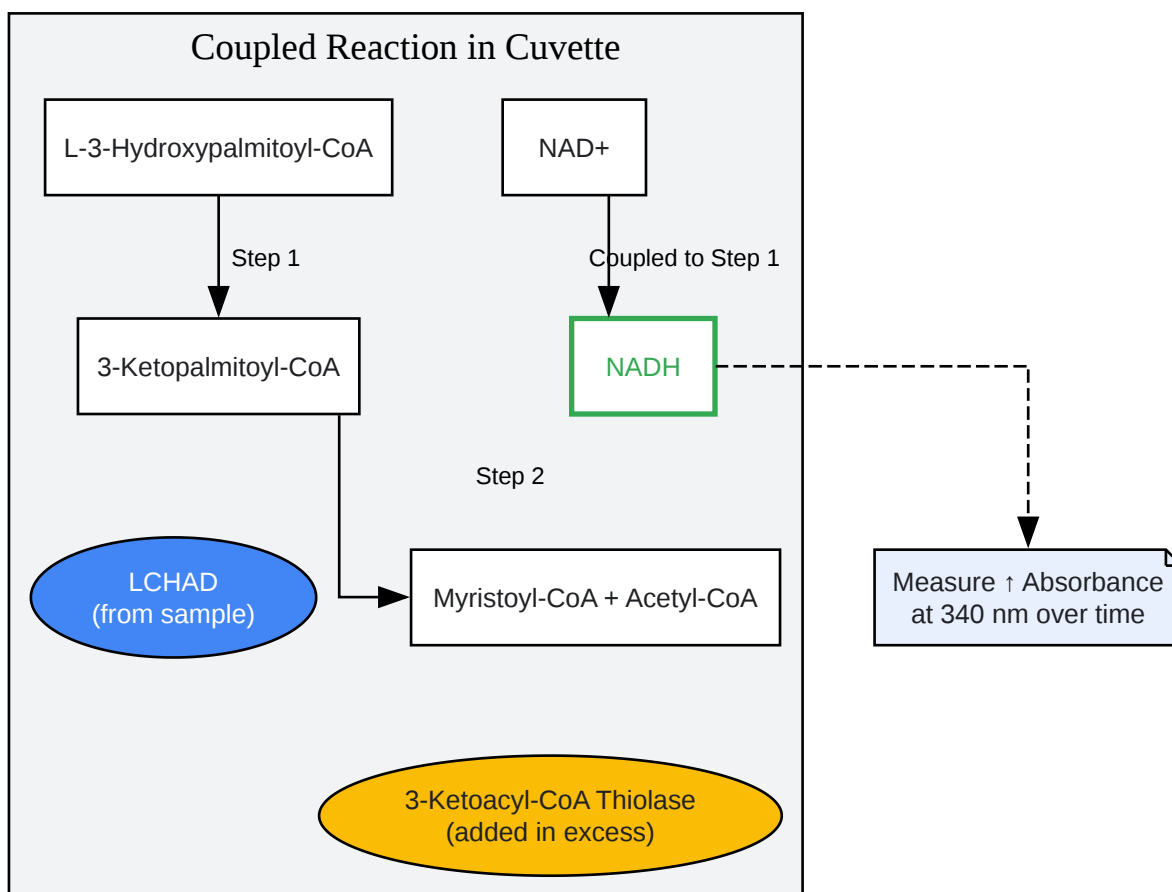 Coupled Reaction in Cuvette
L-3-Hydroxypalmitoyl-CoA
NAD+
Step 1
Coupled to Step 1
3-Ketopalmitoyl-CoA
NADH
Step 2
LCHAD
(from sample)
Myristoyl-CoA + Acetyl-CoA
Measure ↑ Absorbance
at 340 nm over time
3-Ketoacyl-CoA Thiolase
(added in excess)